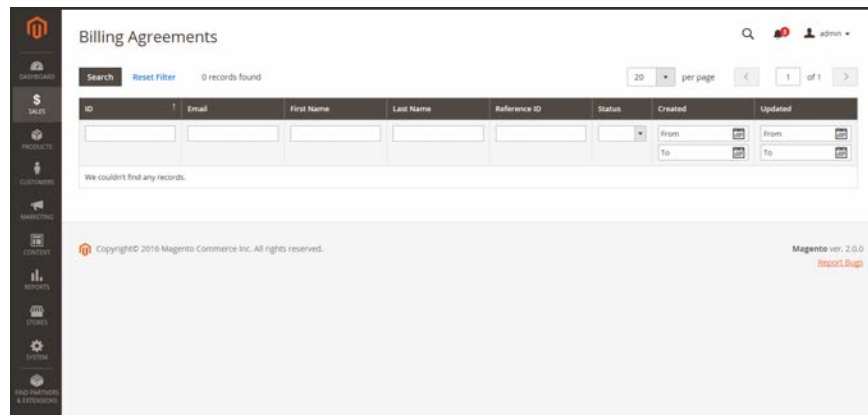 Billing Agreements
admin
DASHBOARD
SALES
PRODUCTS
CUSTOMERS
MARKETING
CONTENT
REPORTS
STORES
SYSTEM
FIND PARTNERS
& EXTENSIONS
Search Reset Filter 0 records found 20 per page 1 of 1
ID ↑ Email First Name Last Name Reference ID Status Created Updated
From From
To To
We couldn't find any records.
Copyright© 2016 Magento Commerce Inc. All rights reserved. Magento ver. 2.0.0
Report Bugs